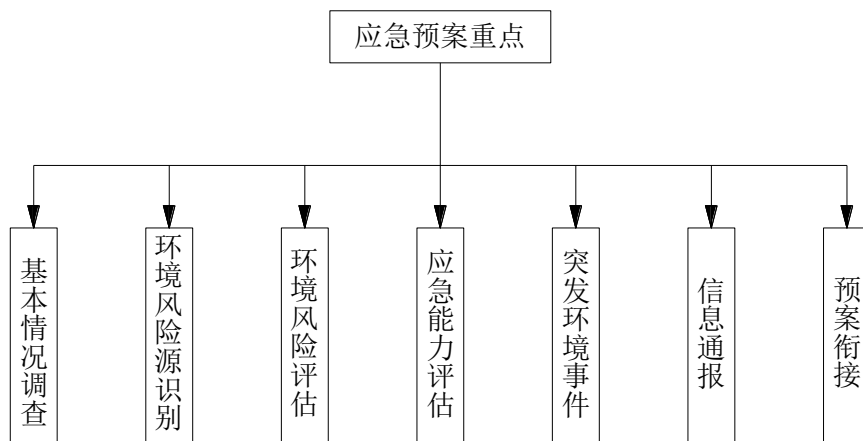 应急预案重点
基本情况调查
环境风险源识别
环境风险评估
应急能力评估
突发环境事件
信息通报
预案衔接